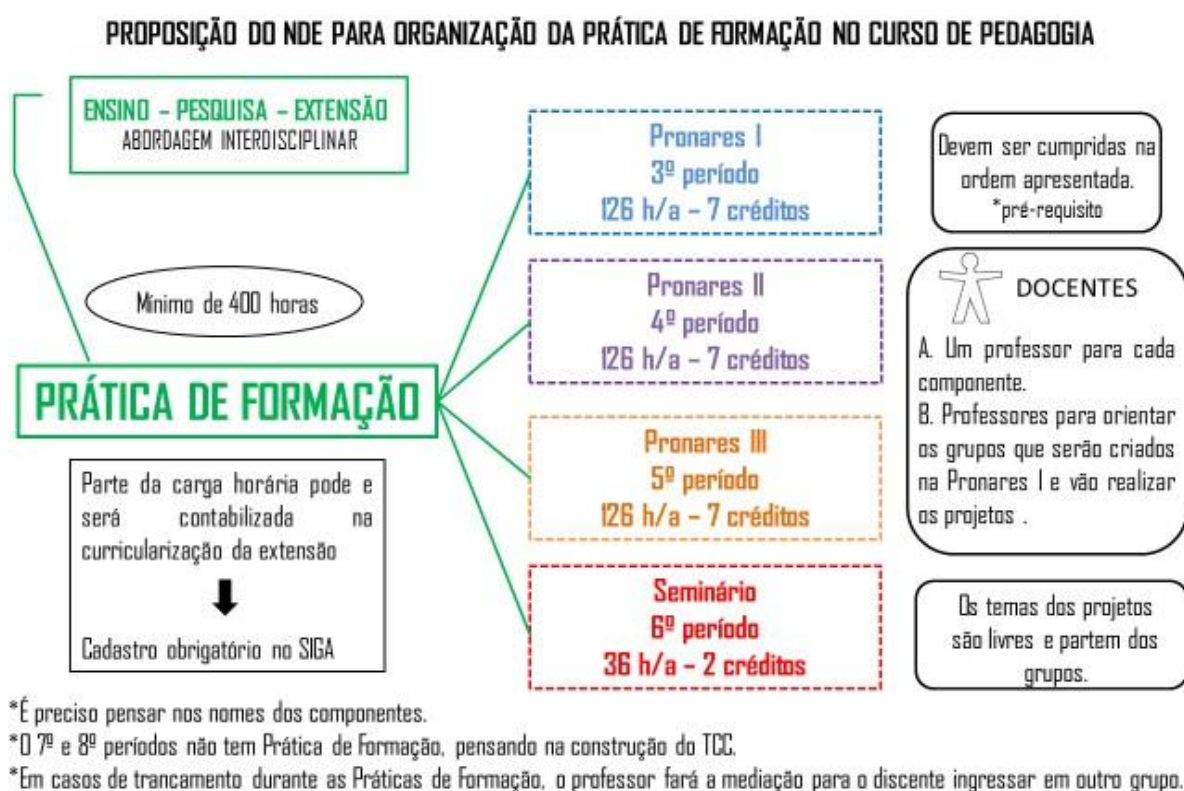 PROPOSIÇÃO DO NDE PARA ORGANIZAÇÃO DA PRÁTICA DE FORMAÇÃO NO CURSO DE PEDAGOGIA
ENSINO – PESQUISA – EXTENSÃO
ABORDAGEM INTERDISCIPLINAR
Mínimo de 400 horas
PRÁTICA DE FORMAÇÃO
Parte da carga horária pode e
será contabilizada na
curricularização da extensão
Cadastro obrigatório no SIGA
Pronares I
3º período
126 h/a – 7 créditos
Pronares II
4º período
126 h/a – 7 créditos
Pronares III
5º período
126 h/a – 7 créditos
Seminário
6º período
36 h/a – 2 créditos
Devem ser cumpridas na
ordem apresentada.
*pré-requisito
DOCENTES
A. Um professor para cada
componente.
B. Professores para orientar
os grupos que serão criados
na Pronares I e vão realizar
os projetos .
Os temas dos projetos
são livres e partem dos
grupos.
*É preciso pensar nos nomes dos componentes.
*O 7º e 8º períodos não tem Prática de Formação, pensando na construção do TCC.
*Em casos de trancamento durante as Práticas de Formação, o professor fará a mediação para o discente ingressar em outro grupo.